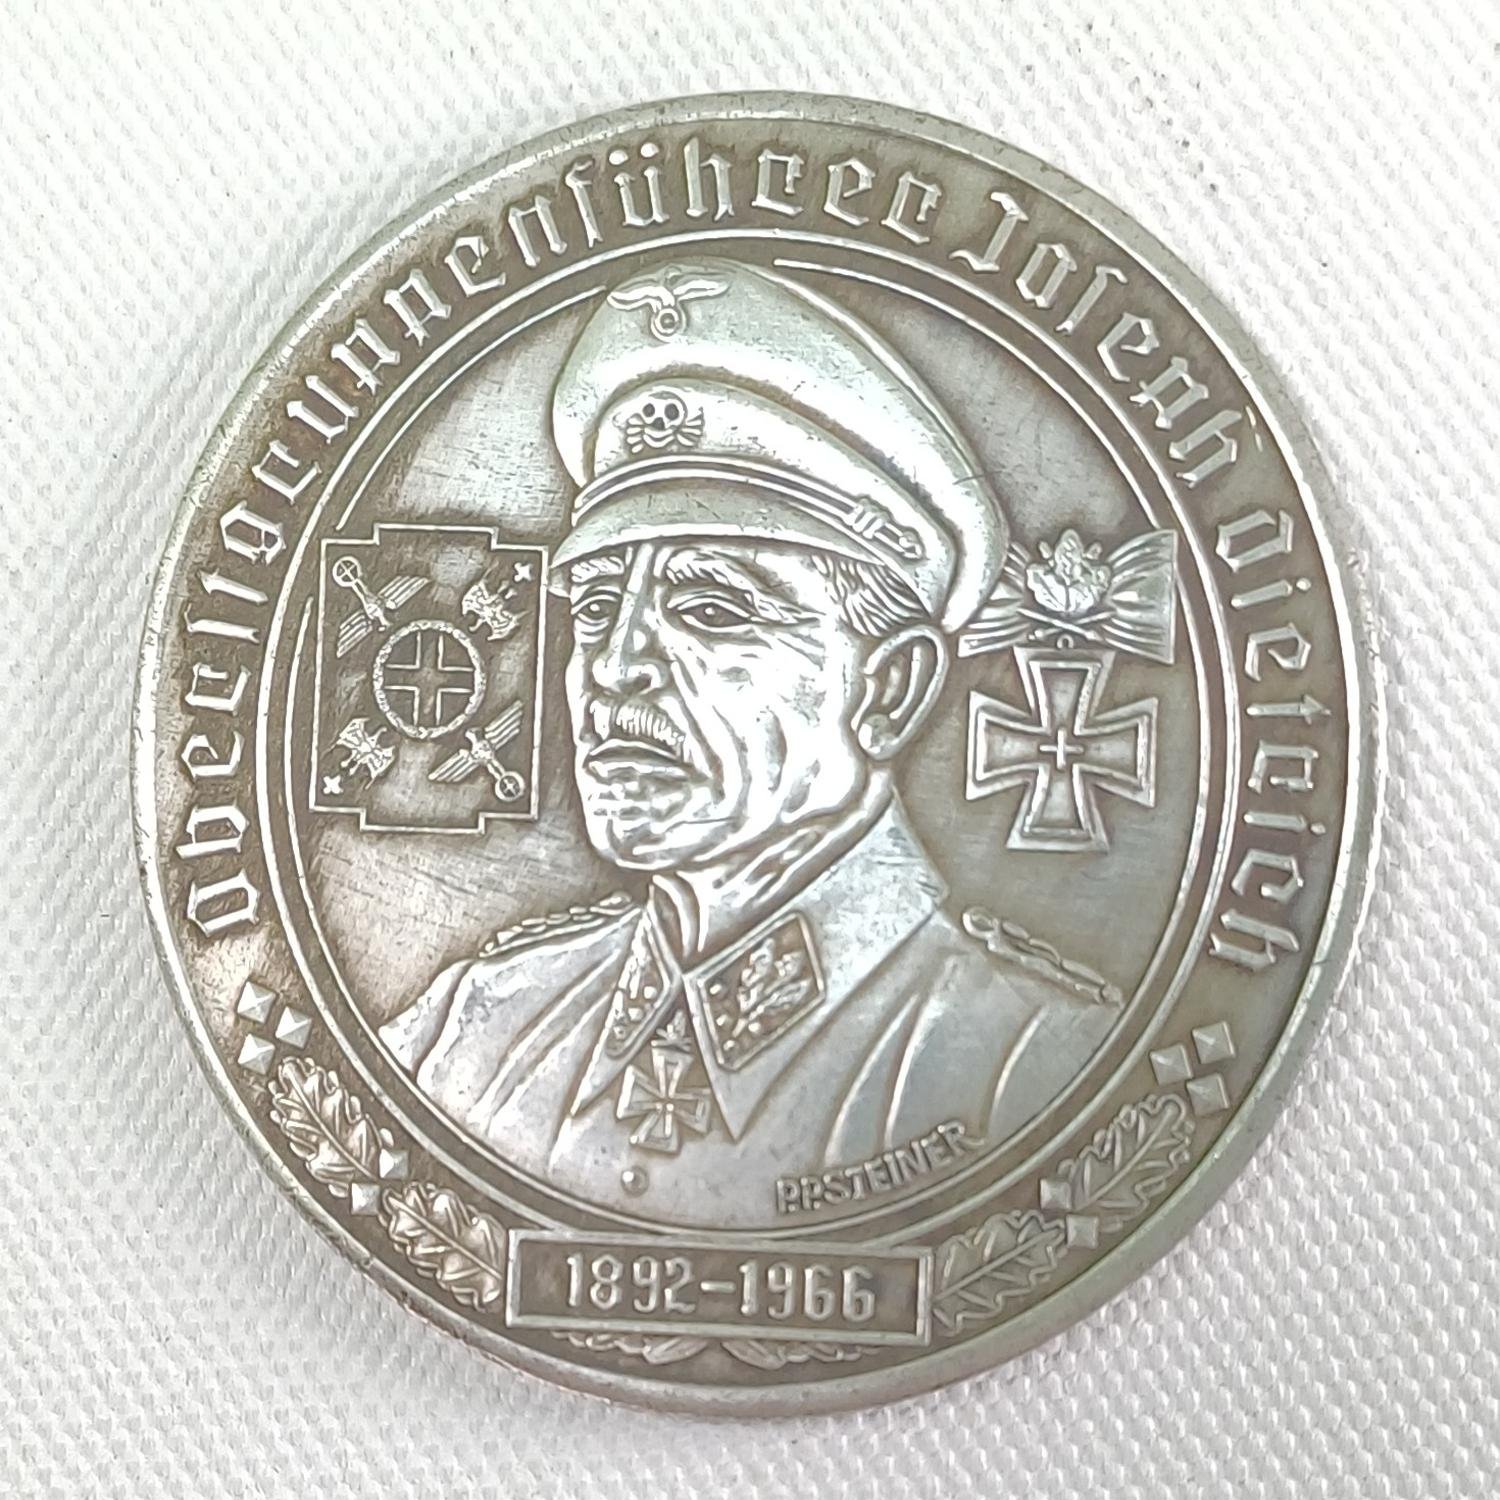 Oberstgruppenführer Joseph Dietrich
P.P.STEINER
1892-1966